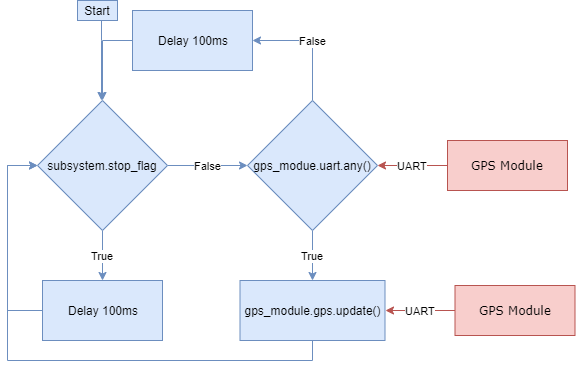 Start
Delay 100ms
False
subsystem.stop_flag
False
gps_modue.uart.any()
UART
GPS Module
True
True
Delay 100ms
gps_module.gps.update()
UART
GPS Module